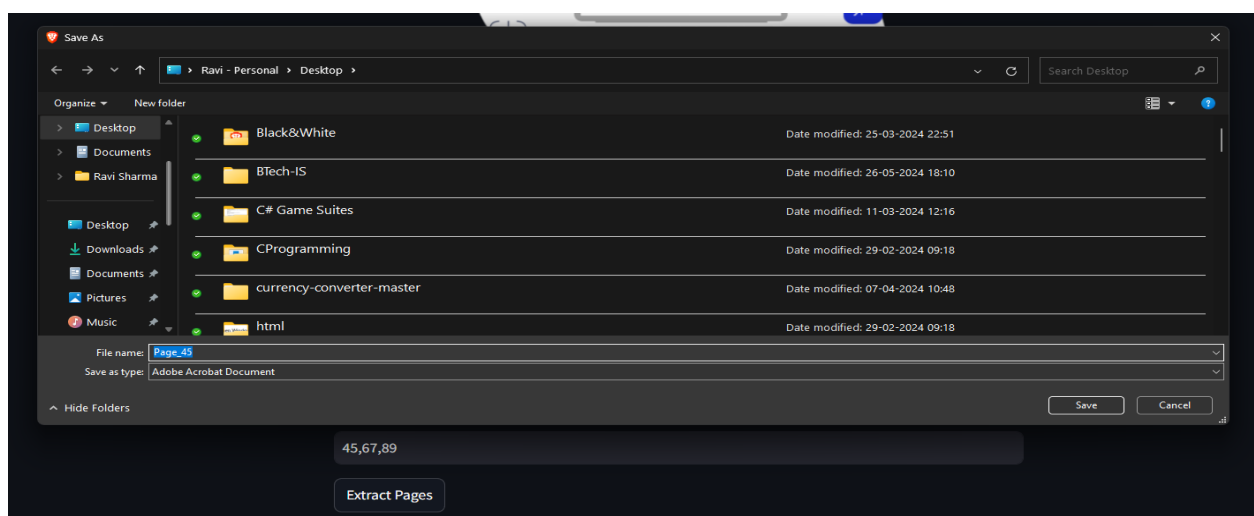 Save As
Ravi - Personal > Desktop >
Search Desktop
Organize
New folder
Desktop
Documents
Ravi Sharma
Desktop
Downloads
Documents
Pictures
Music
Black&White Date modified: 25-03-2024 22:51
BTech-IS Date modified: 26-05-2024 18:10
C# Game Suites Date modified: 11-03-2024 12:16
CProgramming Date modified: 29-02-2024 09:18
currency-converter-master Date modified: 07-04-2024 10:48
html Date modified: 29-02-2024 09:18
File name: Page_45
Save as type: Adobe Acrobat Document
Hide Folders
Save
Cancel
45,67,89
Extract Pages